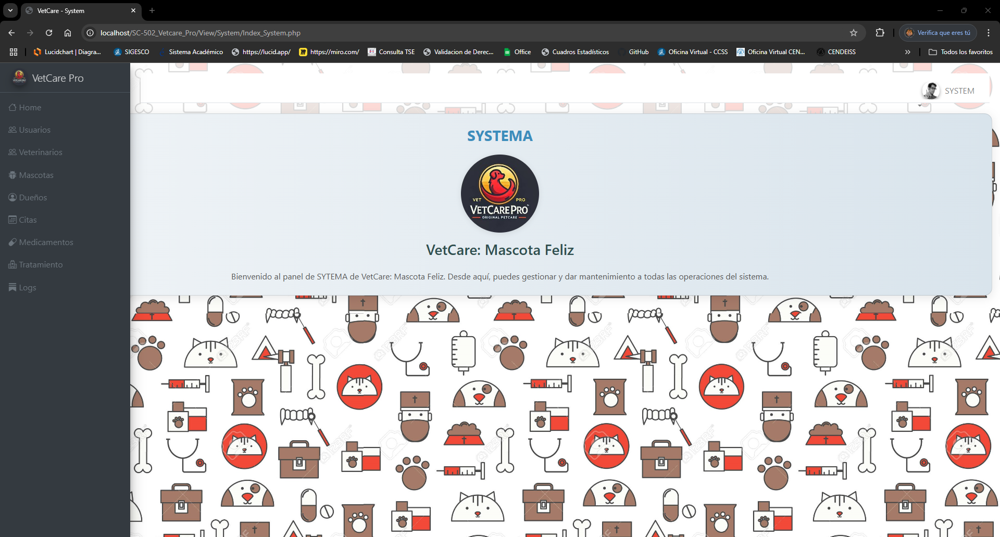 VetCare - System
localhost/SC-502_Vetcare_Pro/View/System/Index_System.php
Verifica que eres tú
Lucidchart | Diagra...
SIGESCO
Sistema Académico
https://lucid.app/
https://miro.com/
Consulta TSE
Validacion de Derec...
Office
Cuadros Estadísticos
GitHub
Oficina Virtual - CCSS
Oficina Virtual CEN...
CENDEISS
Todos los favoritos
VetCare Pro
SYSTEM
Home
Usuarios
Veterinarios
Mascotas
Dueños
Citas
Medicamentos
Tratamiento
Logs
SYSTEMA
VET PRO
VETCAREPRO
ORIGINAL PETCARE
VetCare: Mascota Feliz
Bienvenido al panel de SYTEMA de VetCare: Mascota Feliz. Desde aquí, puedes gestionar y dar mantenimiento a todas las operaciones del sistema.
123RF